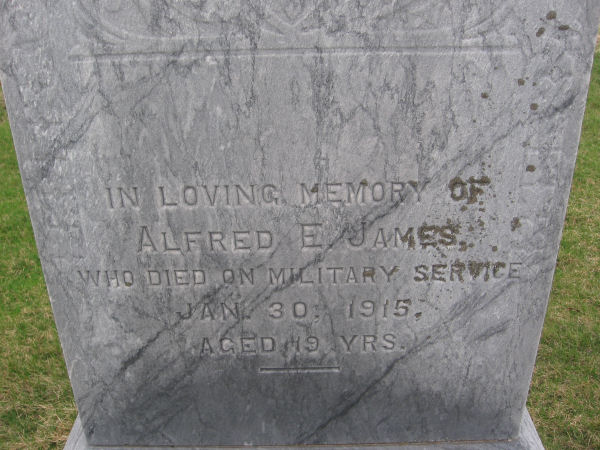 IN LOVING MEMORY OF
ALFRED E. JAMES,
WHO DIED ON MILITARY SERVICE
JAN. 30, 1915,
AGED 19 YRS.